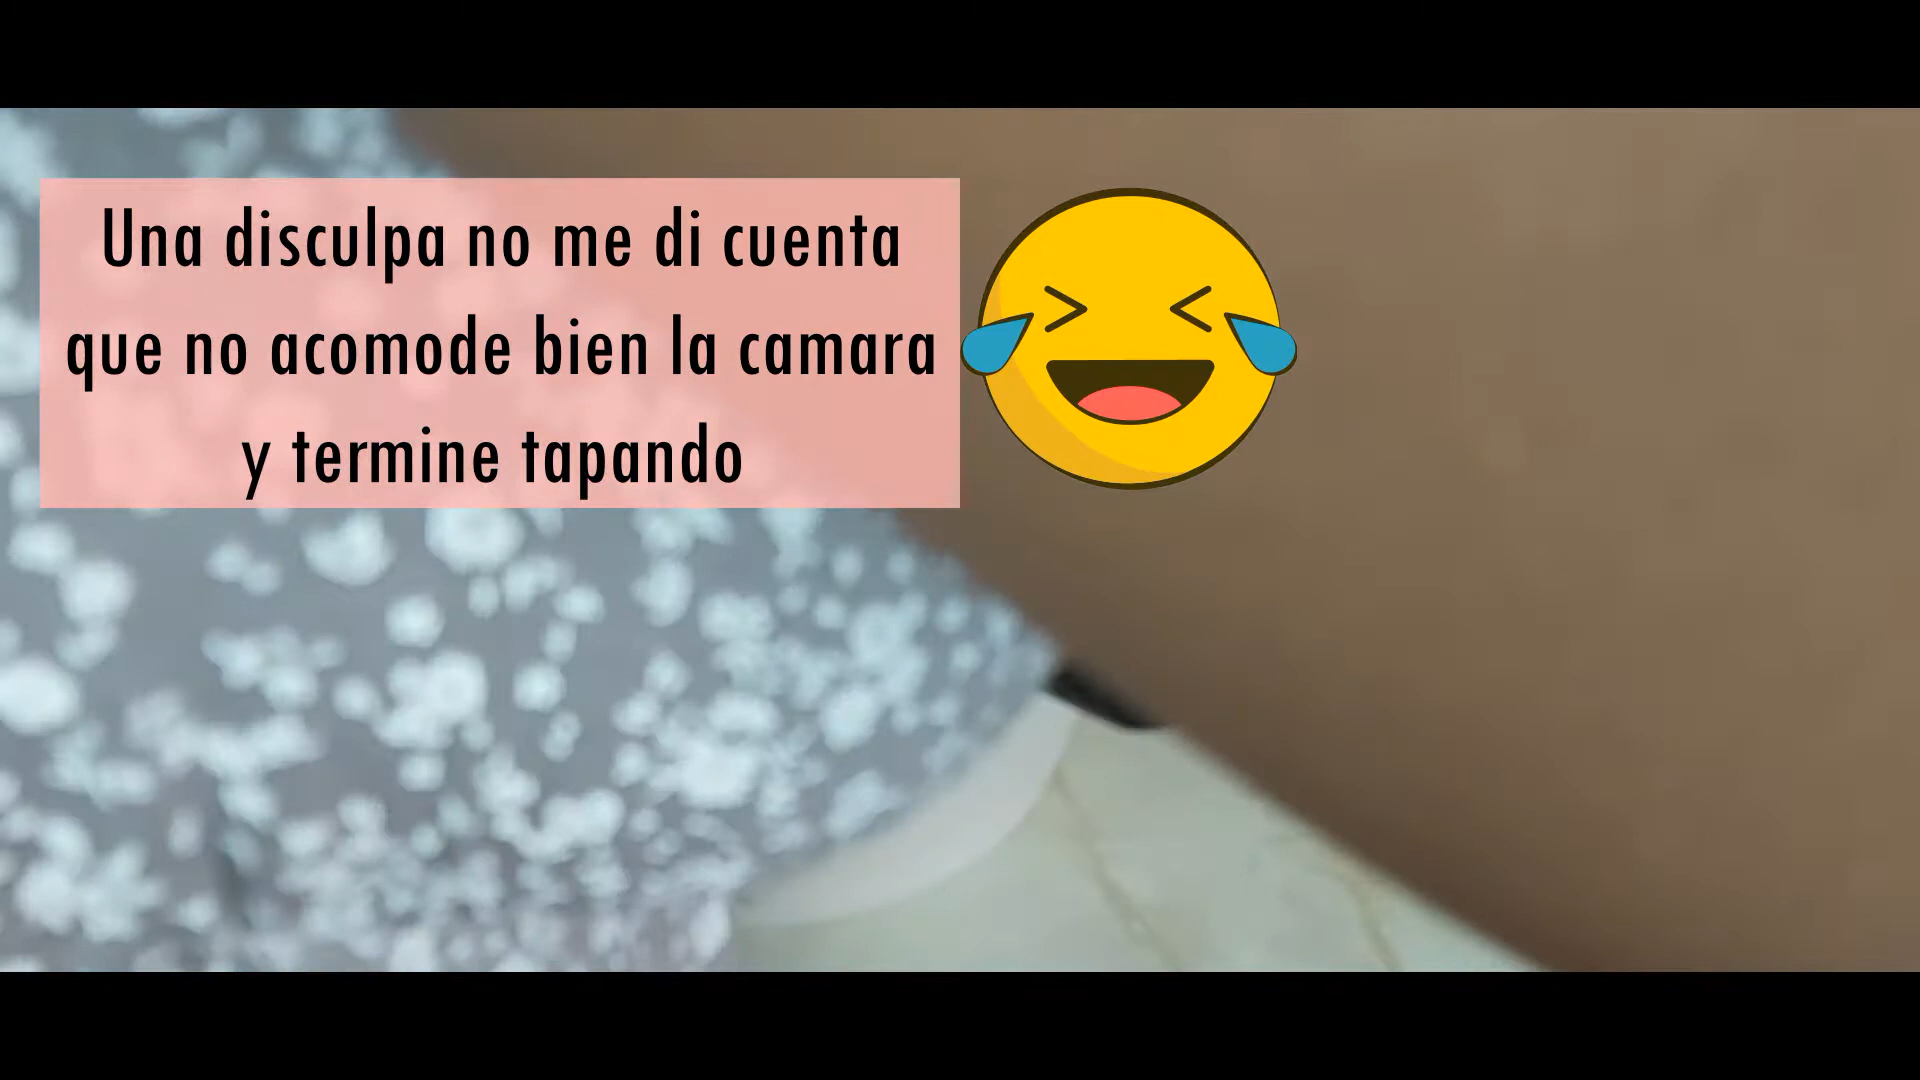 Una disculpa no me di cuenta
que no acomode bien la camara
y termine tapando